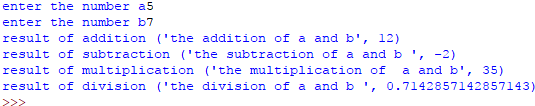 enter the number a5
enter the number b7
result of addition ('the addition of a and b', 12)
result of subtraction ('the subtraction of a and b ', -2)
result of multiplication ('the multiplication of  a and b', 35)
result of division ('the division of a and b ', 0.7142857142857143)
>>>